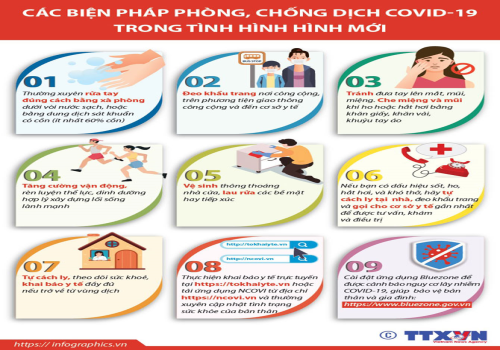 CÁC BIỆN PHÁP PHÒNG, CHỐNG DỊCH COVID-19
TRONG TÌNH HÌNH HÌNH MỚI
01
Thường xuyên rửa tay
đúng cách bằng xà phòng
dưới vòi nước sạch, hoặc
bằng dung dịch sát khuẩn
có cồn (ít nhất 60% cồn)
02
Đeo khẩu trang nơi công cộng,
trên phương tiện giao thông
công cộng và đến cơ sở y tế
03
Tránh đưa tay lên mắt, mũi,
miệng. Che miệng và mũi
khi ho hoặc hắt hơi bằng
khăn giấy, khăn vải,
khuỷu tay áo
04
Tăng cường vận động,
rèn luyện thể lực, dinh dưỡng
hợp lý xây dựng lối sống
lành mạnh
05
Vệ sinh thông thoáng
nhà cửa, lau rửa các bề mặt
hay tiếp xúc
06
Nếu bạn có dấu hiệu sốt, ho,
hắt hơi, và khó thở, hãy tự
cách ly tại nhà, đeo khẩu trang
và gọi cho cơ sở y tế gần nhất
để được tư vấn, khám
và điều trị
07
Tự cách ly, theo dõi sức khoẻ,
khai báo y tế đầy đủ
nếu trở về từ vùng dịch
http://tokhaiyte.vn
http://ncovi.vn
08
Thực hiện khai báo y tế trực tuyến
tại https://tokhaiyte.vn hoặc
tải ứng dụng NCOVI từ địa chỉ
https://ncovi.vn và thường
xuyên cập nhật tình trạng
sức khỏe của bản thân
09
Cài đặt ứng dụng Bluezone để
được cảnh báo nguy cơ lây nhiễm
COVID-19, giúp bảo vệ bản
thân và gia đình:
https://www.bluezone.gov.vn
https:// infographics.vn
© TTXVN
Vietnam News Agency